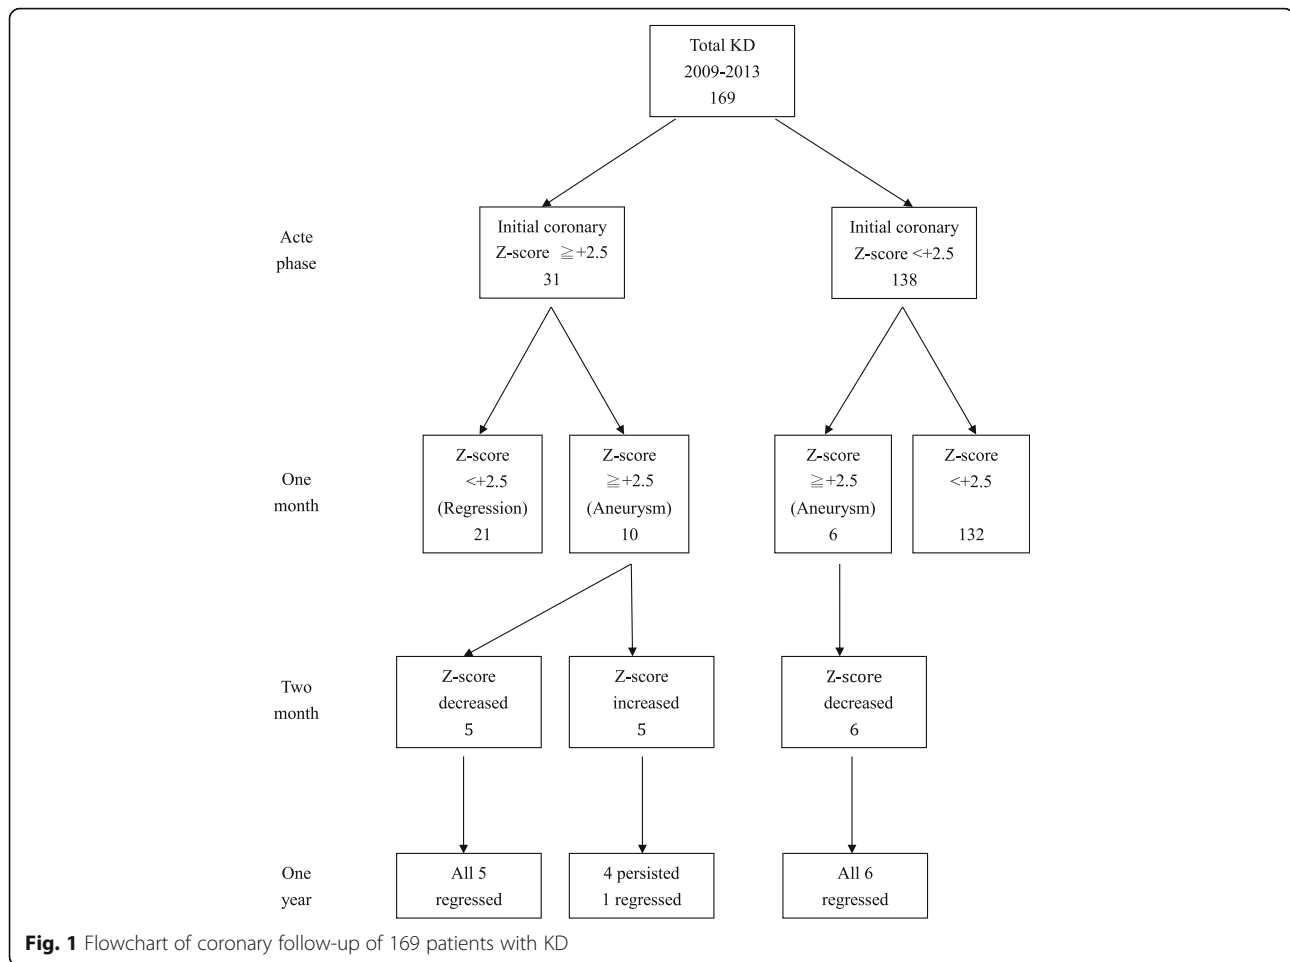 Total KD
2009-2013
169
Acte
phase
Initial coronary
Z-score ≧+2.5
31
Initial coronary
Z-score <+2.5
138
One
month
Z-score
<+2.5
(Regression)
21
Z-score
≧+2.5
(Aneurysm)
10
Z-score
≧+2.5
(Aneurysm)
6
Z-score
<+2.5
132
Two
month
Z-score
decreased
5
Z-score
increased
5
Z-score
decreased
6
One
year
All 5
regressed
4 persisted
1 regressed
All 6
regressed
Fig. 1 Flowchart of coronary follow-up of 169 patients with KD